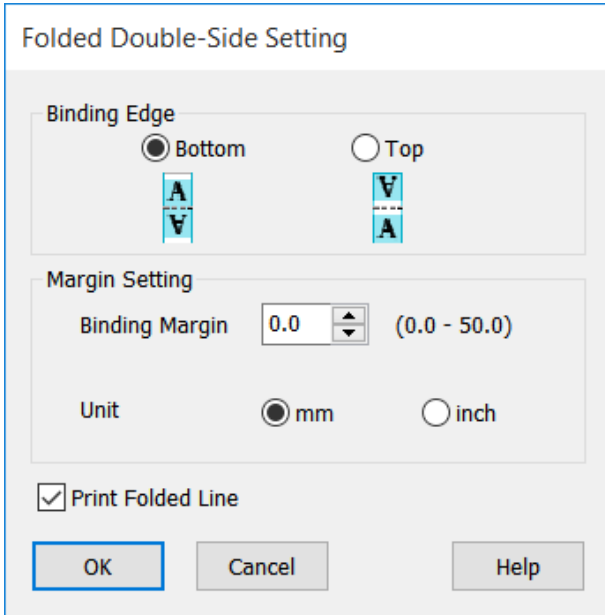 Folded Double-Side Setting
Binding Edge
Bottom Top
A A
A A
Margin Setting
Binding Margin 0.0 (0.0 - 50.0)
Unit mm inch
Print Folded Line
OK Cancel Help